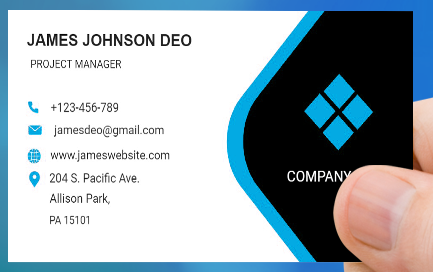 JAMES JOHNSON DEO
PROJECT MANAGER
+123-456-789
jamesdeo@gmail.com
www.jameswebsite.com
204 S. Pacific Ave.
Allison Park,
PA 15101
COMPANY